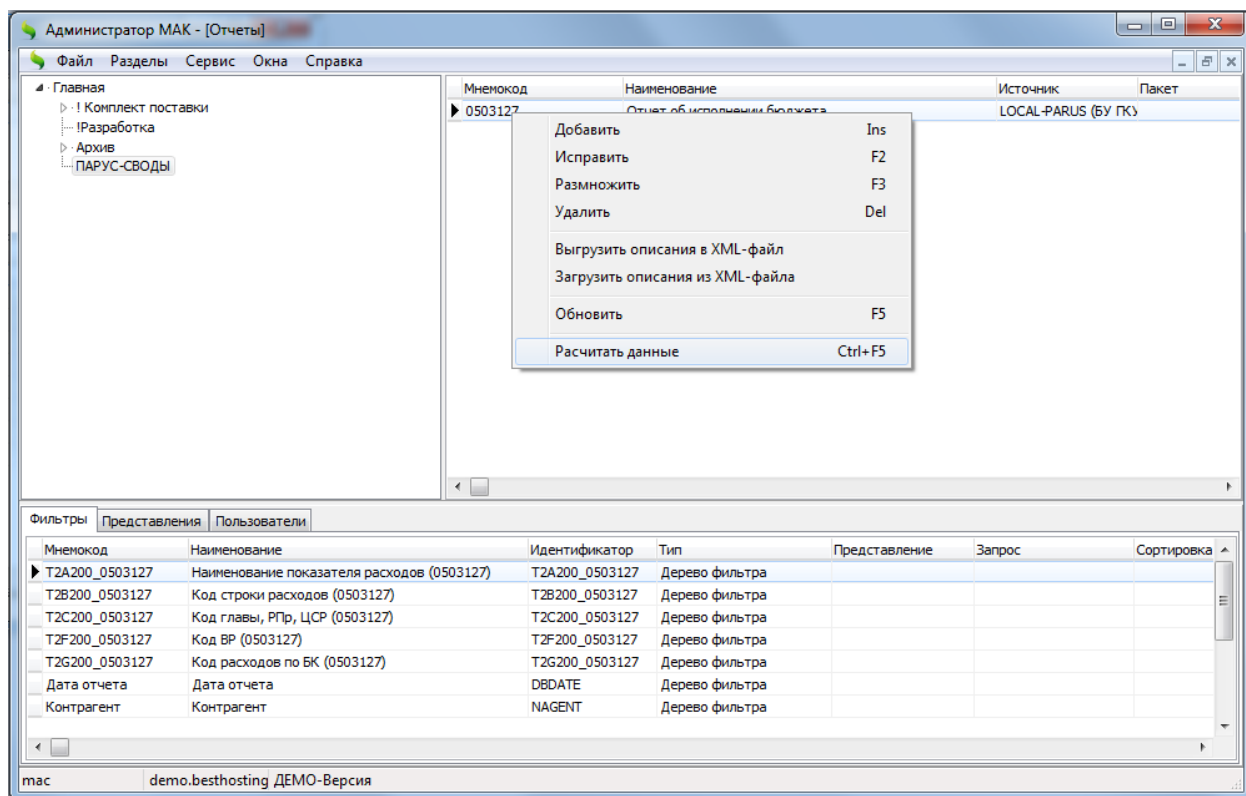 Администратор МАК - [Отчеты]
Файл Разделы Сервис Окна Справка
Главная
! Комплект поставки
!Разработка
Архив
ПАРУС-СВОДЫ
Мнемокод Наименование Источник Пакет
0503127 Отчет об исполнении бюджета LOCAL-PARUS (БУ ГКУ
Добавить Ins
Исправить F2
Размножить F3
Удалить Del
Выгрузить описания в XML-файл
Загрузить описания из XML-файла
Обновить F5
Расчитать данные Ctrl+F5
Фильтры Представления Пользователи
Мнемокод Наименование Идентификатор Тип Представление Запрос Сортировка
T2A200_0503127 Наименование показателя расходов (0503127) T2A200_0503127 Дерево фильтра
T2B200_0503127 Код строки расходов (0503127) T2B200_0503127 Дерево фильтра
T2C200_0503127 Код главы, РПр, ЦСР (0503127) T2C200_0503127 Дерево фильтра
T2F200_0503127 Код ВР (0503127) T2F200_0503127 Дерево фильтра
T2G200_0503127 Код расходов по БК (0503127) T2G200_0503127 Дерево фильтра
Дата отчета Дата отчета DBDATE Дерево фильтра
Контрагент Контрагент NAGENT Дерево фильтра
mac demo.besthosting ДЕМО-Версия